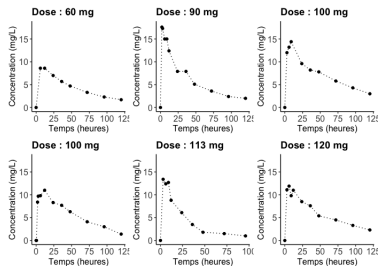 Dose : 60 mg
Dose : 90 mg
Dose : 100 mg
Concentration (mg/L)
15
10
5
0
0 25 50 75 100 125
Temps (heures)
Concentration (mg/L)
15
10
5
0
0 25 50 75 100 125
Temps (heures)
Concentration (mg/L)
15
10
5
0
0 25 50 75 100 125
Temps (heures)
Dose : 100 mg
Dose : 113 mg
Dose : 120 mg
Concentration (mg/L)
15
10
5
0
0 25 50 75 100 125
Temps (heures)
Concentration (mg/L)
15
10
5
0
0 25 50 75 100 125
Temps (heures)
Concentration (mg/L)
15
10
5
0
0 25 50 75 100 125
Temps (heures)